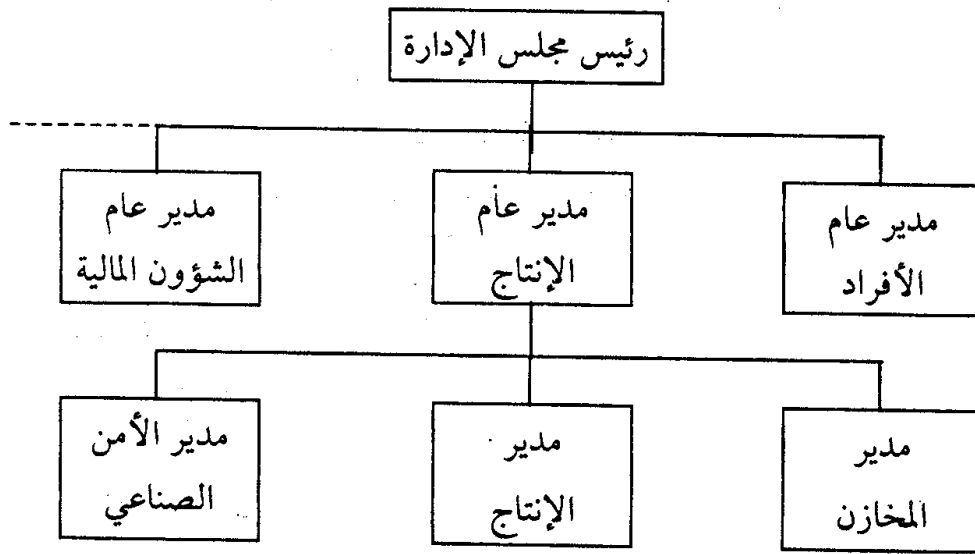 رئيس مجلس الإدارة
مدير عام
الأفراد
مدير عام
الإنتاج
مدير عام
الشؤون المالية
مدير
المخازن
مدير
الإنتاج
مدير الأمن
الصناعي